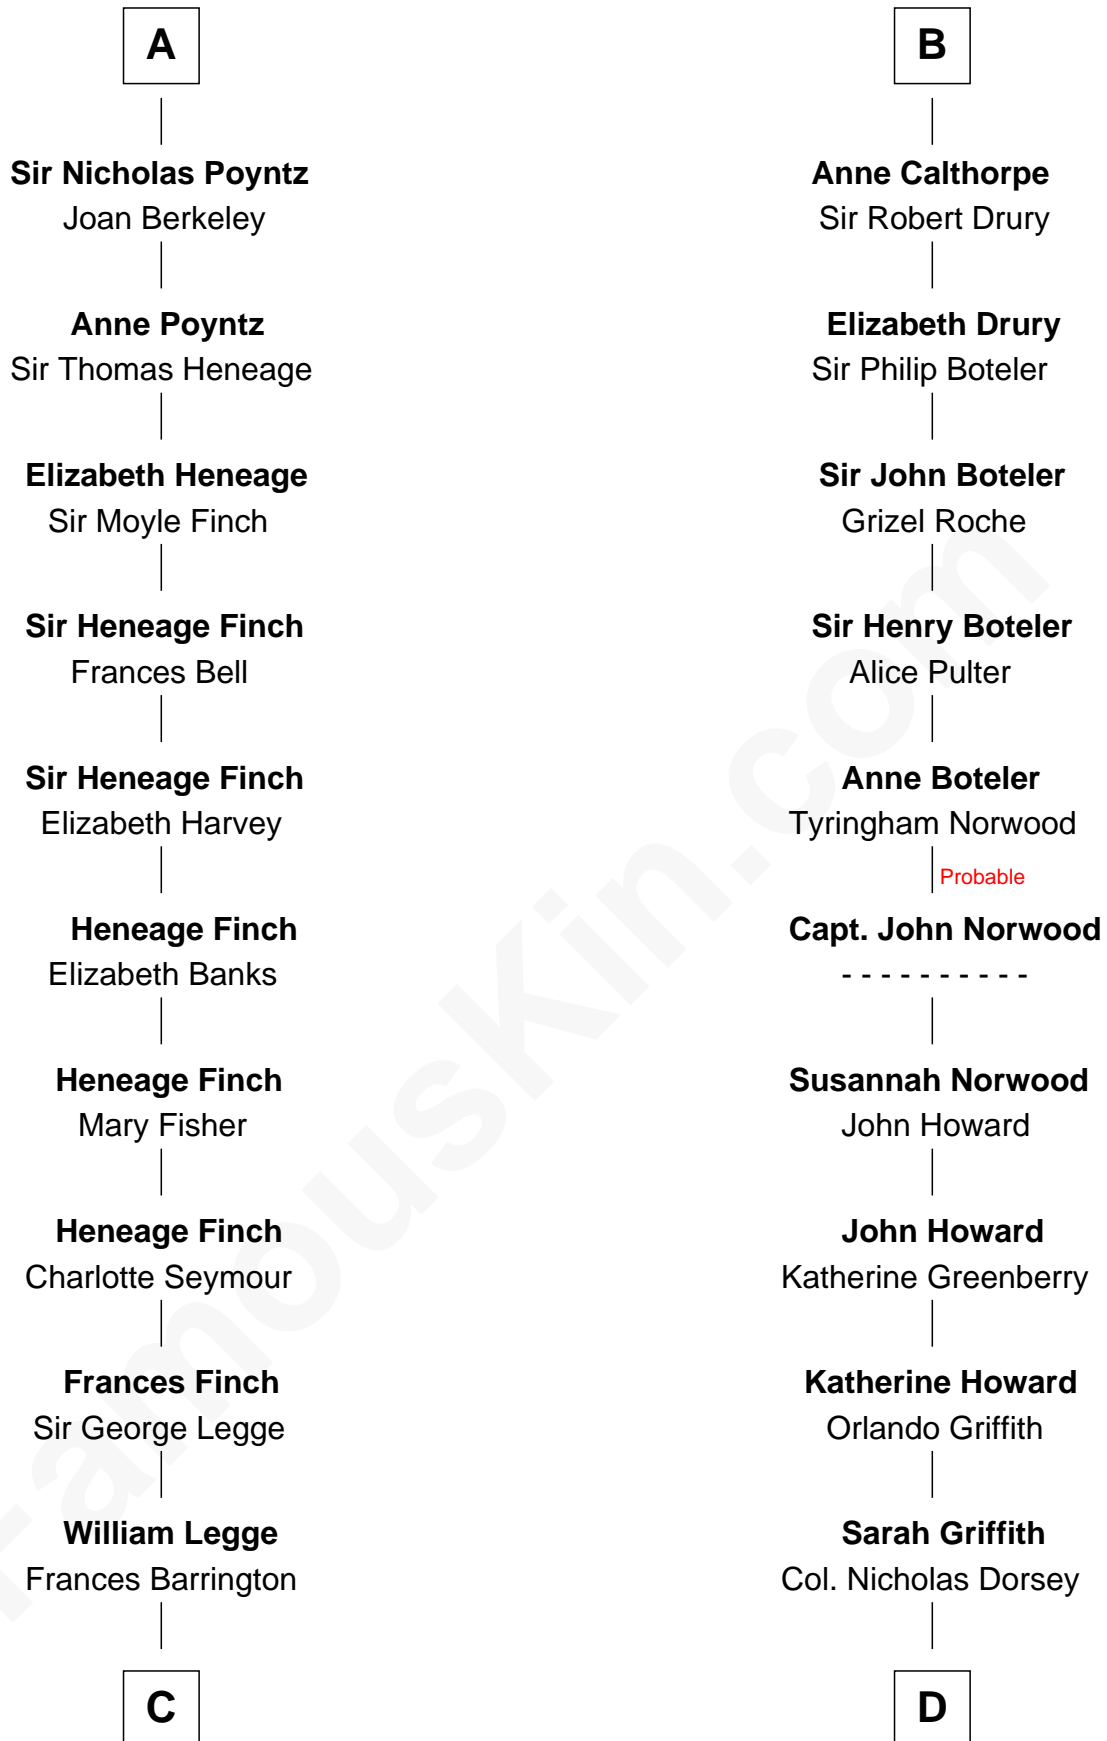 A
Sir Nicholas Poyntz
Joan Berkeley
Anne Poyntz
Sir Thomas Heneage
Elizabeth Heneage
Sir Moyle Finch
Sir Heneage Finch
Frances Bell
Sir Heneage Finch
Elizabeth Harvey
Heneage Finch
Elizabeth Banks
Heneage Finch
Mary Fisher
Heneage Finch
Charlotte Seymour
Frances Finch
Sir George Legge
William Legge
Frances Barrington
C
B
Anne Calthorpe
Sir Robert Drury
Elizabeth Drury
Sir Philip Boteler
Sir John Boteler
Grizel Roche
Sir Henry Boteler
Alice Pulter
Anne Boteler
Tyringham Norwood
Probable
Capt. John Norwood
- - - - - - - - - -
Susannah Norwood
John Howard
John Howard
Katherine Greenberry
Katherine Howard
Orlando Griffith
Sarah Griffith
Col. Nicholas Dorsey
D
FamousKin.com